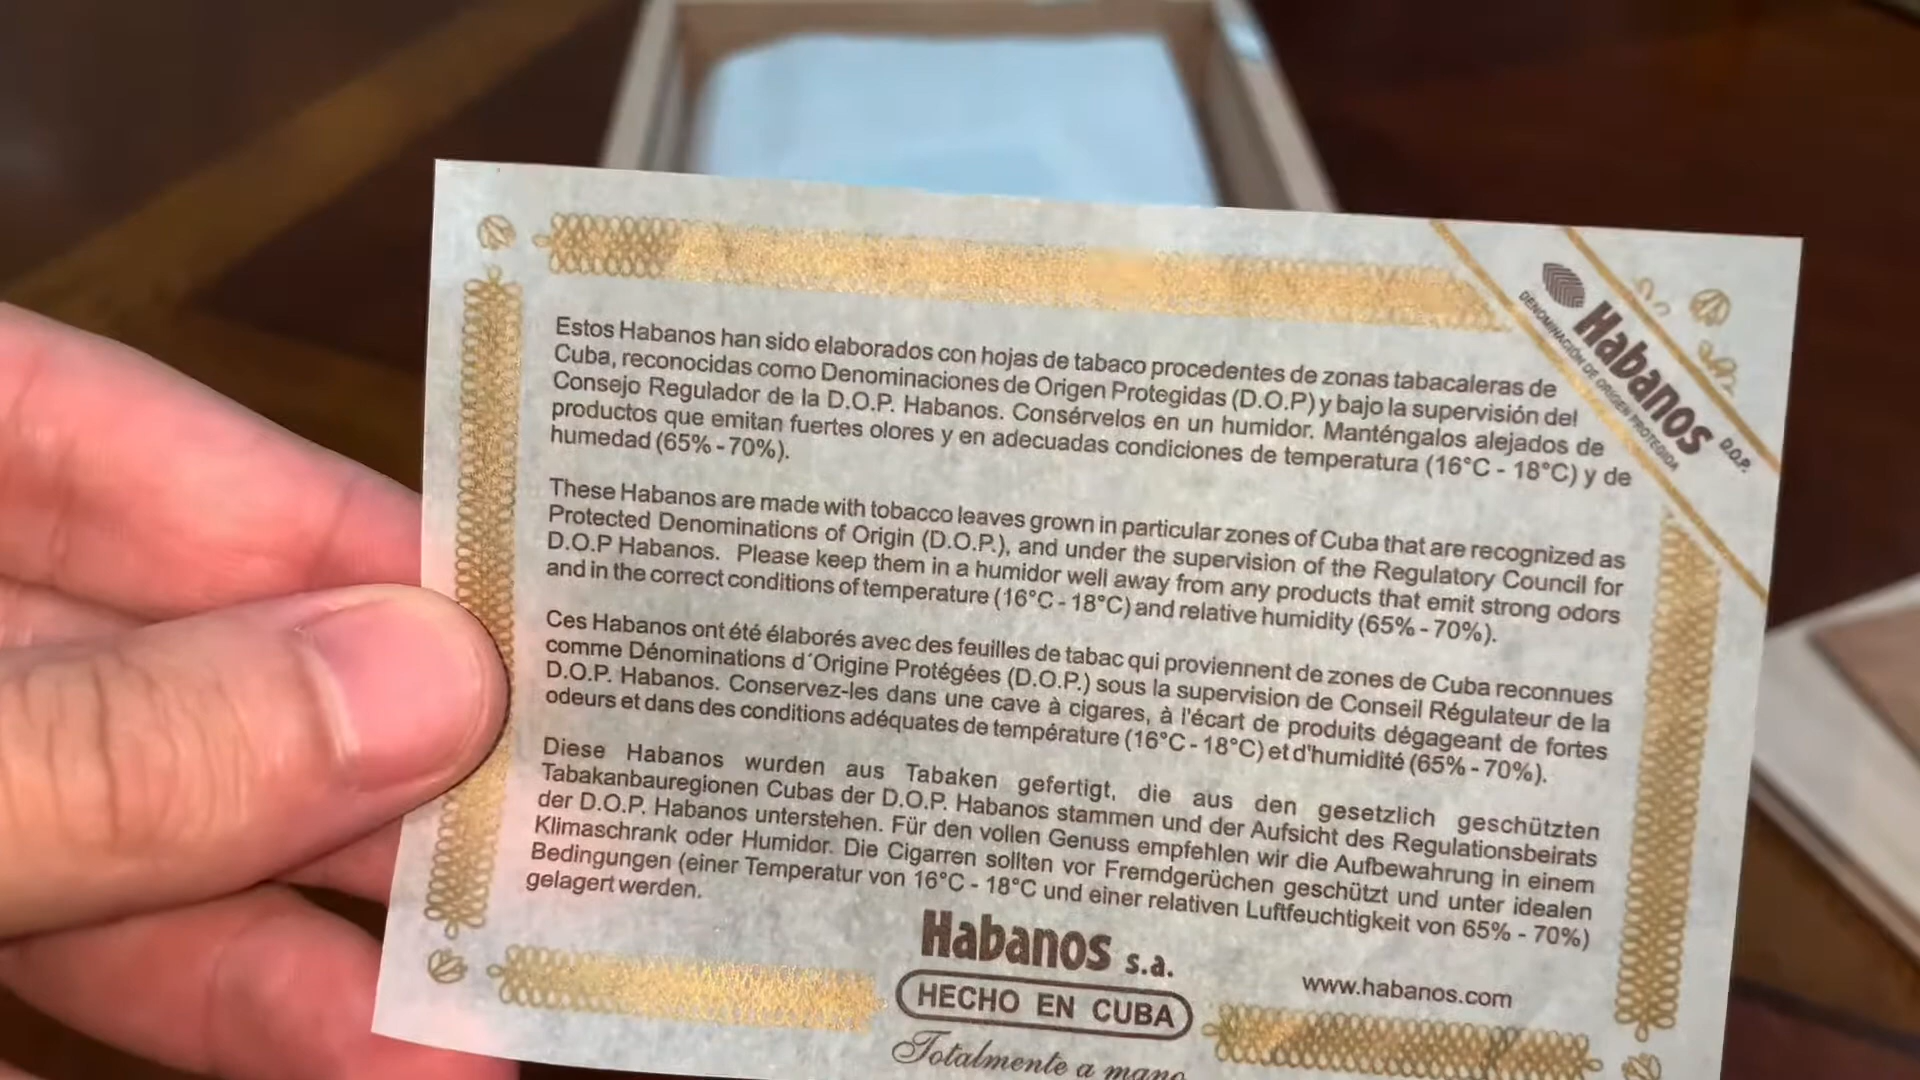 Habanos
D.O.P.
DENOMINACIÓN DE ORIGEN PROTEGIDA
Estos Habanos han sido elaborados con hojas de tabaco procedentes de zonas tabacaleras de
Cuba, reconocidas como Denominaciones de Origen Protegidas (D.O.P) y bajo la supervisión del
Consejo Regulador de la D.O.P. Habanos. Consérvelos en un humidor. Manténgalos alejados de
productos que emitan fuertes olores y en adecuadas condiciones de temperatura (16°C - 18°C) y de
humedad (65% - 70%).
These Habanos are made with tobacco leaves grown in particular zones of Cuba that are recognized as
Protected Denominations of Origin (D.O.P.), and under the supervision of the Regulatory Council for
D.O.P Habanos. Please keep them in a humidor well away from any products that emit strong odors
and in the correct conditions of temperature (16°C - 18°C) and relative humidity (65% - 70%).
Ces Habanos ont été élaborés avec des feuilles de tabac qui proviennent de zones de Cuba reconnues
comme Dénominations d´Origine Protégées (D.O.P.) sous la supervision de Conseil Régulateur de la
D.O.P. Habanos. Conservez-les dans une cave à cigares, à l'écart de produits dégageant de fortes
odeurs et dans des conditions adéquates de température (16°C - 18°C) et d'humidité (65% - 70%).
Diese Habanos wurden aus Tabaken gefertigt, die aus den gesetzlich geschützten
Tabakanbauregionen Cubas der D.O.P. Habanos stammen und der Aufsicht des Regulationsbeirats
der D.O.P. Habanos unterstehen. Für den vollen Genuss empfehlen wir die Aufbewahrung in einem
Klimaschrank oder Humidor. Die Cigarren sollten vor Fremdgerüchen geschützt und unter idealen
Bedingungen (einer Temperatur von 16°C - 18°C und einer relativen Luftfeuchtigkeit von 65% - 70%)
gelagert werden.
Habanos s.a.
HECHO EN CUBA
www.habanos.com
Totalmente a mano